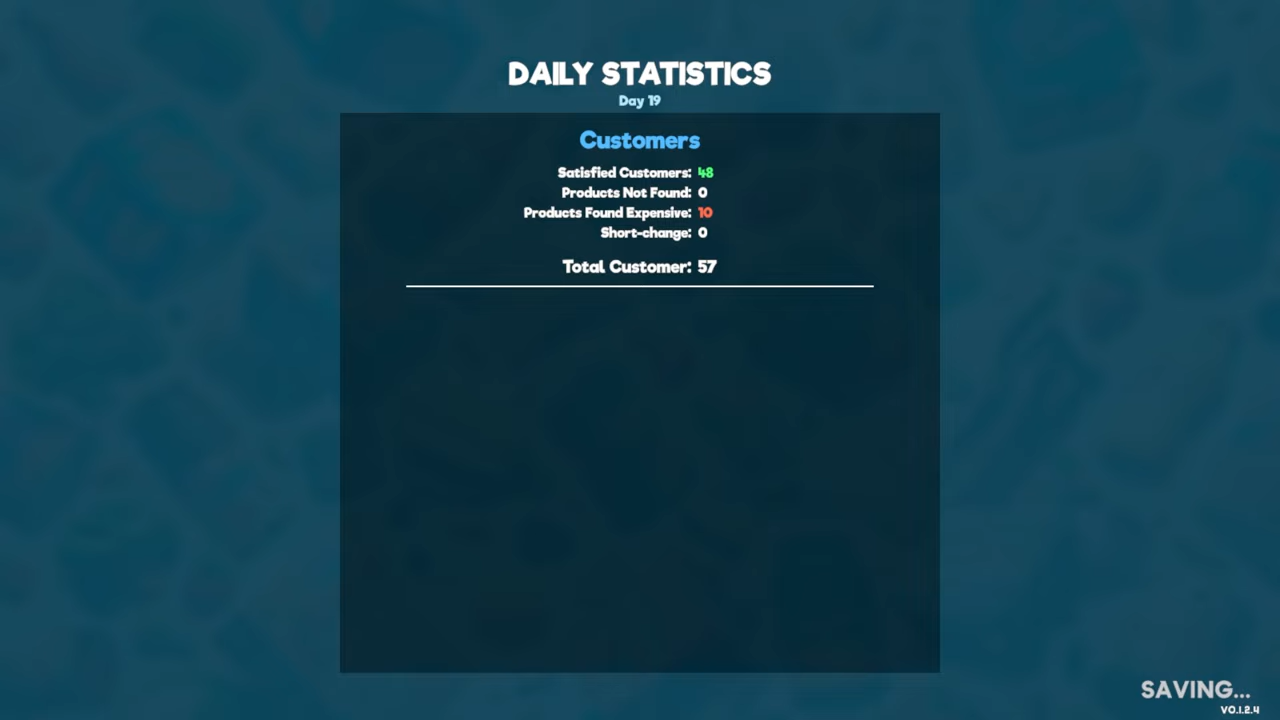 DAILY STATISTICS
Day 19
Customers
Satisfied Customers: 48
Products Not Found: 0
Products Found Expensive: 10
Short-change: 0
Total Customer: 57
SAVING...
V0.1.2.4